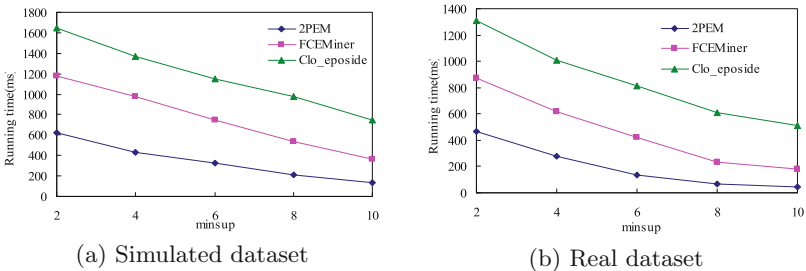 1800
1600
1400
1200
1000
800
600
400
200
0
Running time(ms)
2PEM
FCEMiner
Clo_eposide
2 4 6 8 10
minsup
(a) Simulated dataset
1400
1200
1000
800
600
400
200
0
Running time(ms)
2PEM
FCEMiner
Clo_eposide
2 4 6 8 10
minsup
(b) Real dataset